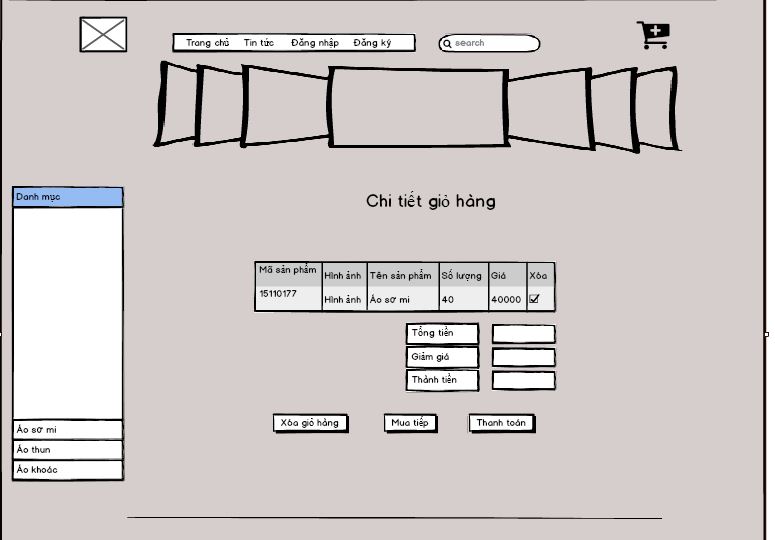 Trang chủ Tin tức Đăng nhập Đăng ký search
Danh mục
Chi tiết giỏ hàng
Mã sản phẩm Hình ảnh Tên sản phẩm Số lượng Giá Xóa
15110177 Hình ảnh Áo sơ mi 40 40000
Tổng tiền
Giảm giá
Thành tiền
Xóa giỏ hàng Mua tiếp Thanh toán
Áo sơ mi
Áo thun
Áo khoác